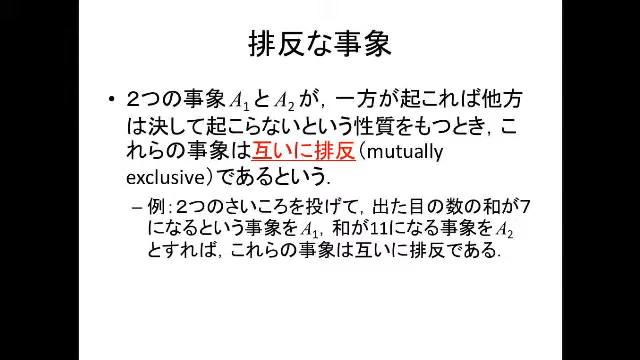 排反な事象
• 2つの事象A1とA2が，一方が起これば他方
は決して起こらないという性質をもつとき，こ
れらの事象は互いに排反（mutually
exclusive）であるという．
– 例：2つのさいころを投げて，出た目の数の和が7
になるという事象をA1，和が11になる事象をA2
とすれば，これらの事象は互いに排反である．